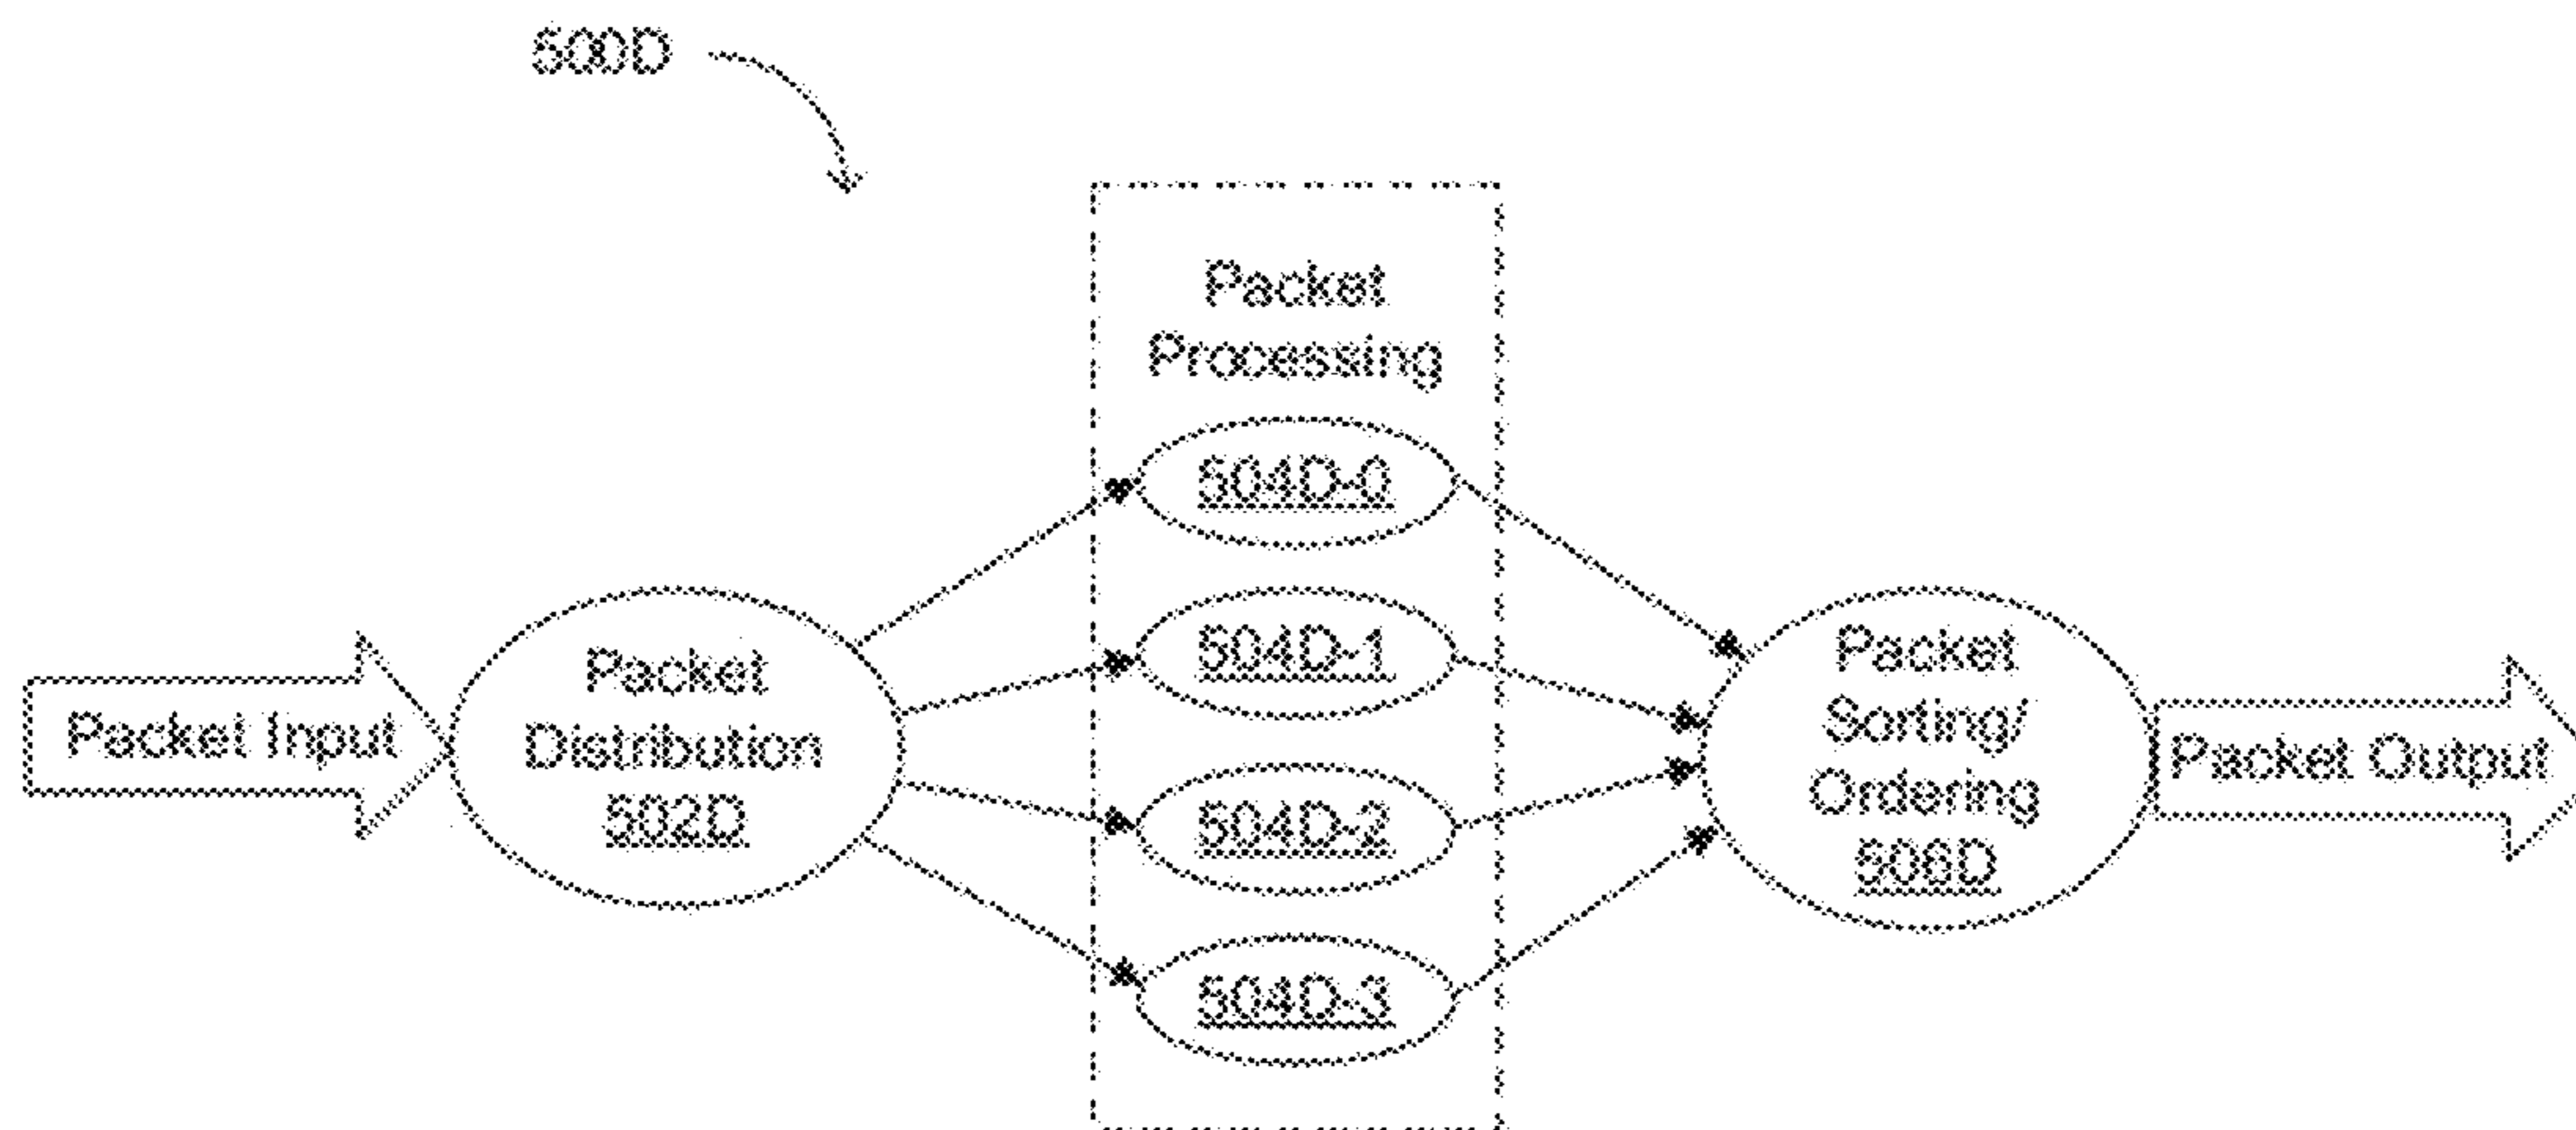 500D
Packet
Processing
504D-0
504D-1
504D-2
504D-3
Packet Input
Packet
Distribution
502D
Packet
Sorting/
Ordering
506D
Packet Output